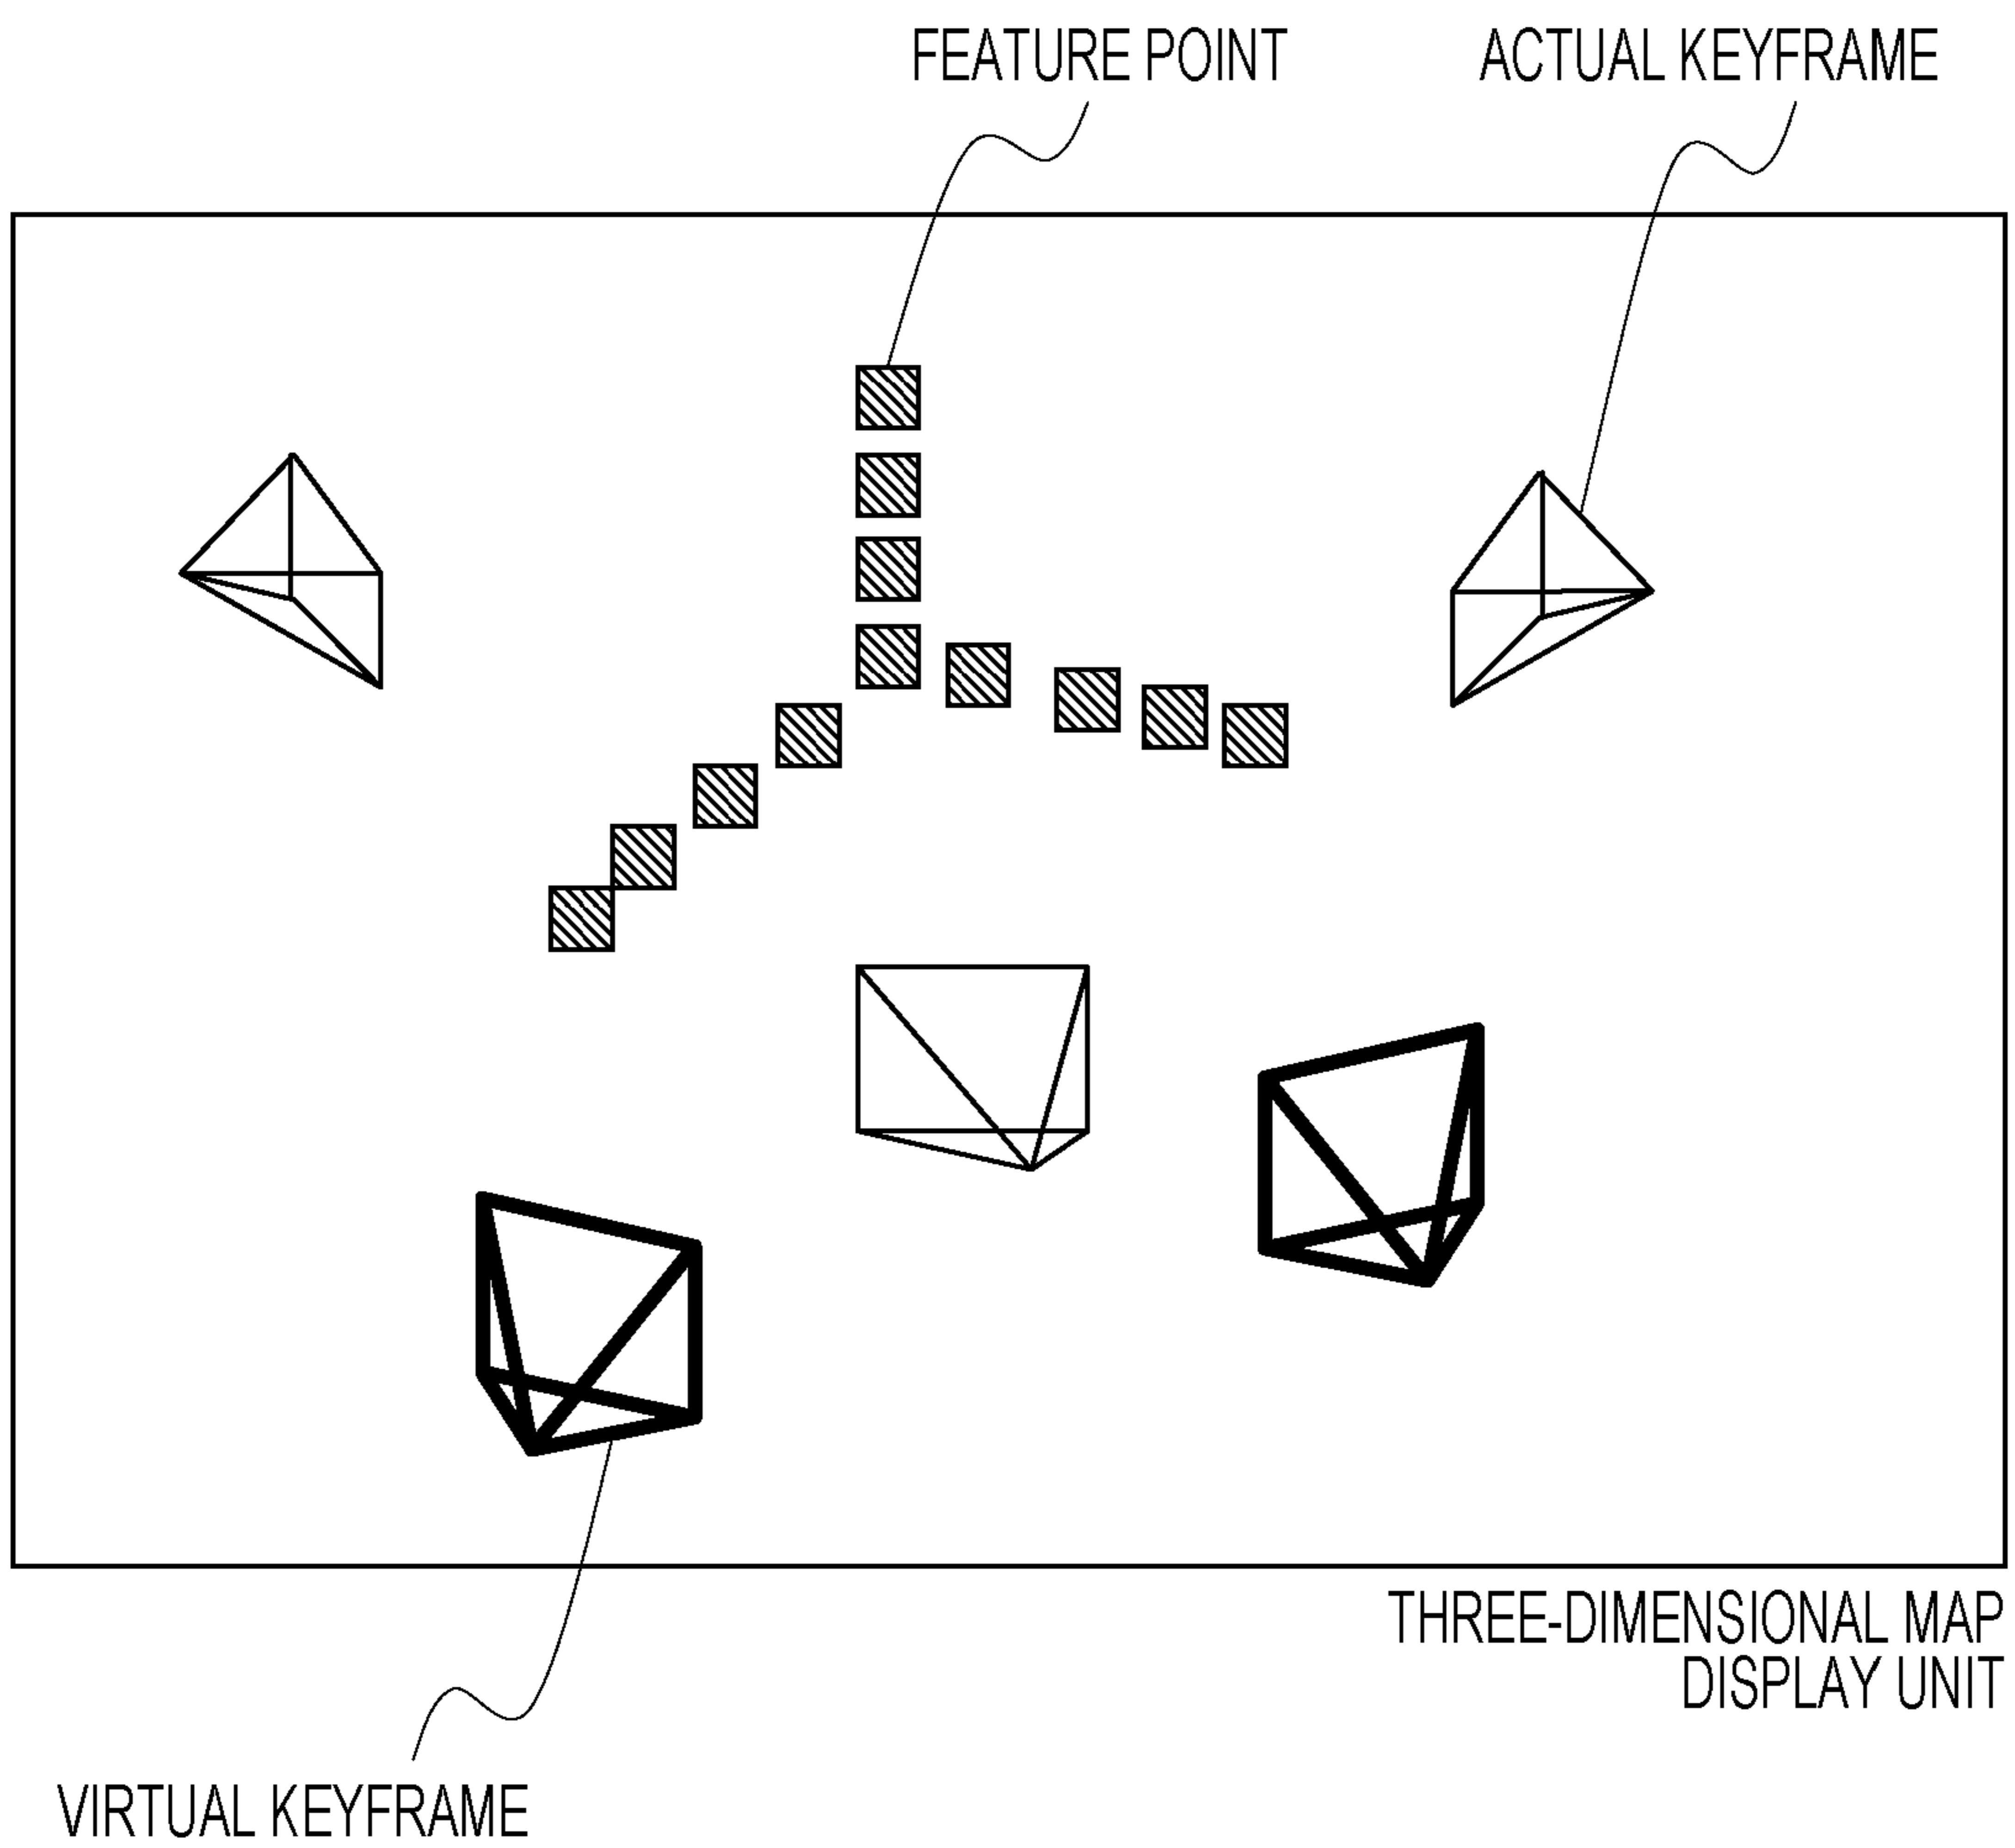 FEATURE POINT
ACTUAL KEYFRAME
THREE-DIMENSIONAL MAP
DISPLAY UNIT
VIRTUAL KEYFRAME